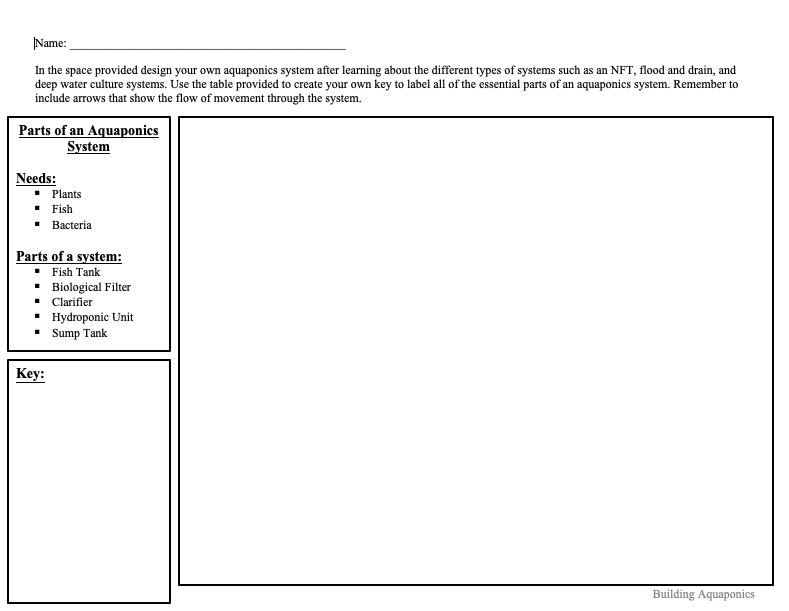 Name: ______________________________________________
In the space provided design your own aquaponics system after learning about the different types of systems such as an NFT, flood and drain, and
deep water culture systems. Use the table provided to create your own key to label all of the essential parts of an aquaponics system. Remember to
include arrows that show the flow of movement through the system.
Parts of an Aquaponics
System
Needs:
▪ Plants
▪ Fish
▪ Bacteria
Parts of a system:
▪ Fish Tank
▪ Biological Filter
▪ Clarifier
▪ Hydroponic Unit
▪ Sump Tank
Key:
Building Aquaponics